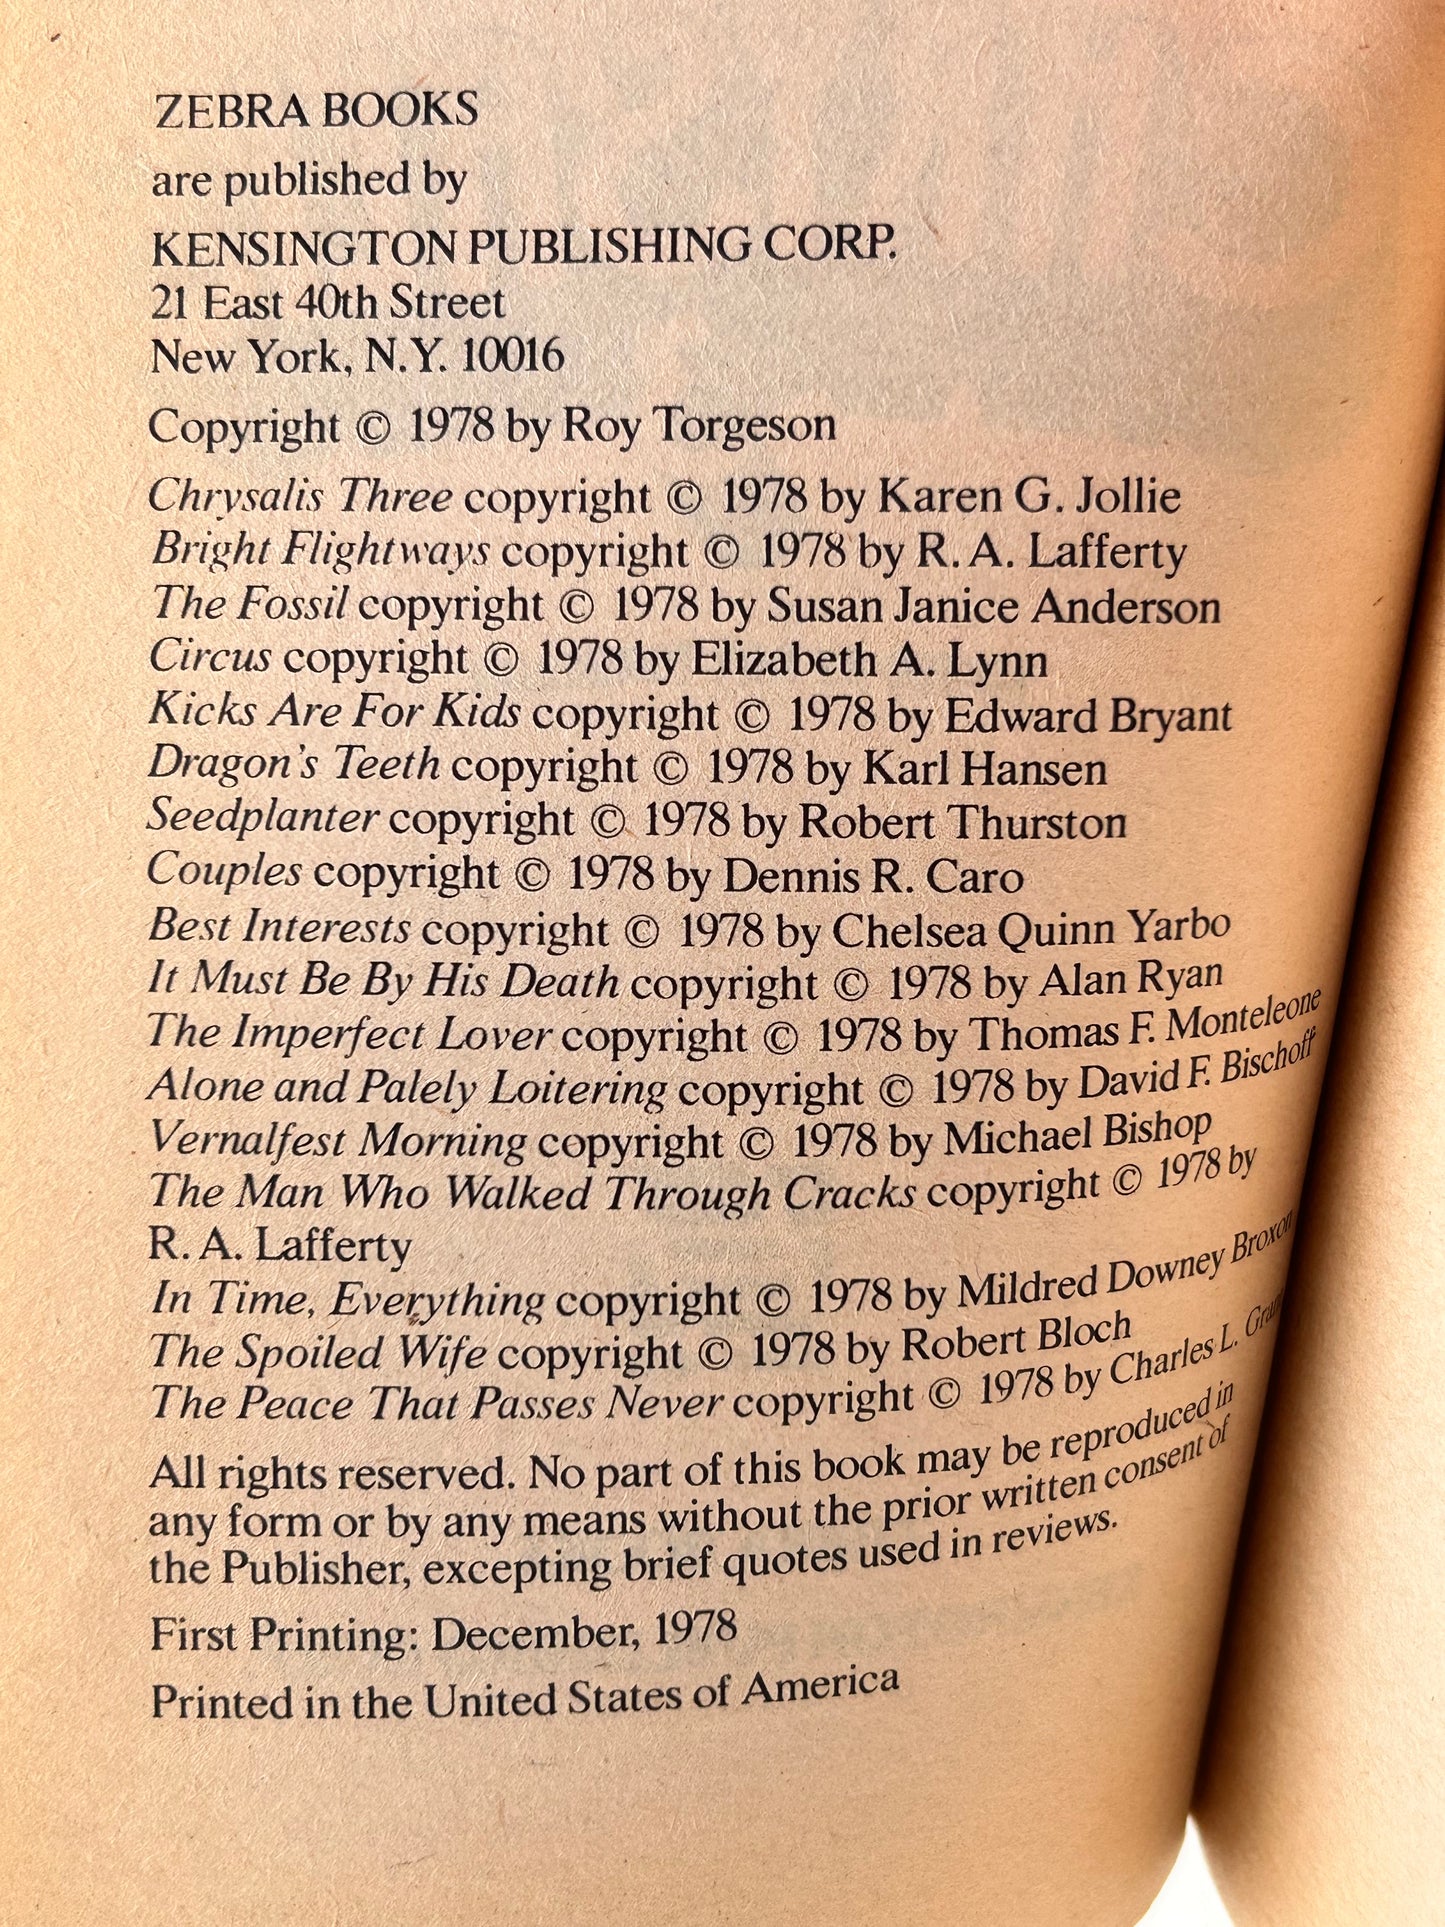 ZEBRA BOOKS
are published by
KENSINGTON PUBLISHING CORP.
21 East 40th Street
New York, N.Y. 10016
Copyright © 1978 by Roy Torgeson
Chrysalis Three copyright © 1978 by Karen G. Jollie
Bright Flightways copyright © 1978 by R. A. Lafferty
The Fossil copyright © 1978 by Susan Janice Anderson
Circus copyright © 1978 by Elizabeth A. Lynn
Kicks Are For Kids copyright © 1978 by Edward Bryant
Dragon's Teeth copyright © 1978 by Karl Hansen
Seedplanter copyright © 1978 by Robert Thurston
Couples copyright © 1978 by Dennis R. Caro
Best Interests copyright © 1978 by Chelsea Quinn Yarbo
It Must Be By His Death copyright © 1978 by Alan Ryan
The Imperfect Lover copyright © 1978 by Thomas F. Monteleone
Alone and Palely Loitering copyright © 1978 by David F. Bischoff
Vernalfest Morning copyright © 1978 by Michael Bishop
The Man Who Walked Through Cracks copyright © 1978 by
R. A. Lafferty
In Time, Everything copyright © 1978 by Mildred Downey Broxon
The Spoiled Wife copyright © 1978 by Robert Bloch
The Peace That Passes Never copyright © 1978 by Charles L.
All rights reserved. No part of this book may be reproduced in
any form or by any means without the prior written consent of
the Publisher, excepting brief quotes used in reviews.
First Printing: December, 1978
Printed in the United States of America